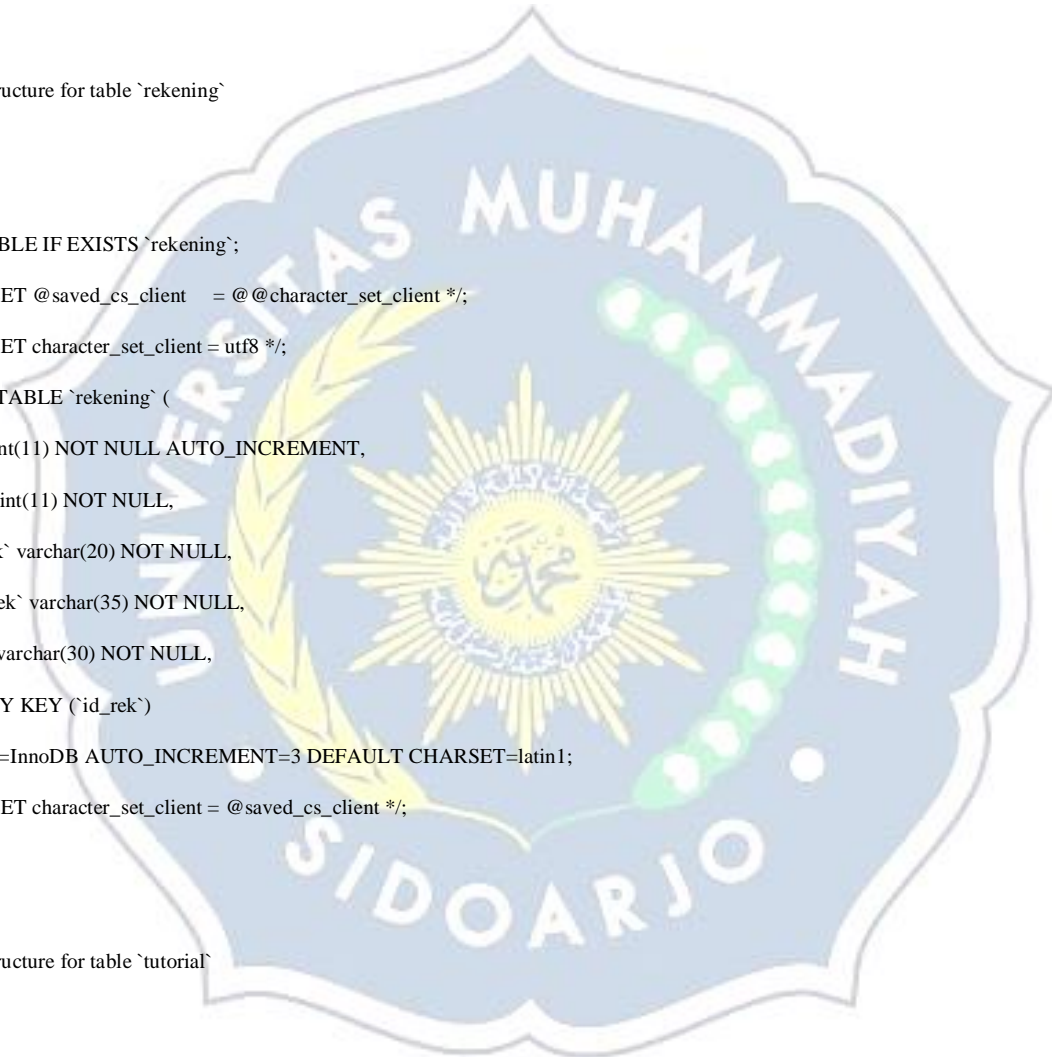 ructure for table `rekening`
BLE IF EXISTS `rekening`;
ET @saved_cs_client = @@character_set_client */;
ET character_set_client = utf8 */;
TABLE `rekening` (
nt(11) NOT NULL AUTO_INCREMENT,
int(11) NOT NULL,
k` varchar(20) NOT NULL,
ek` varchar(35) NOT NULL,
varchar(30) NOT NULL,
Y KEY (`id_rek`)
=InnoDB AUTO_INCREMENT=3 DEFAULT CHARSET=latin1;
ET character_set_client = @saved_cs_client */;
ructure for table `tutorial`
UNIVERSITAS MUHAMMADIYAH
SIDOARJO
محمد